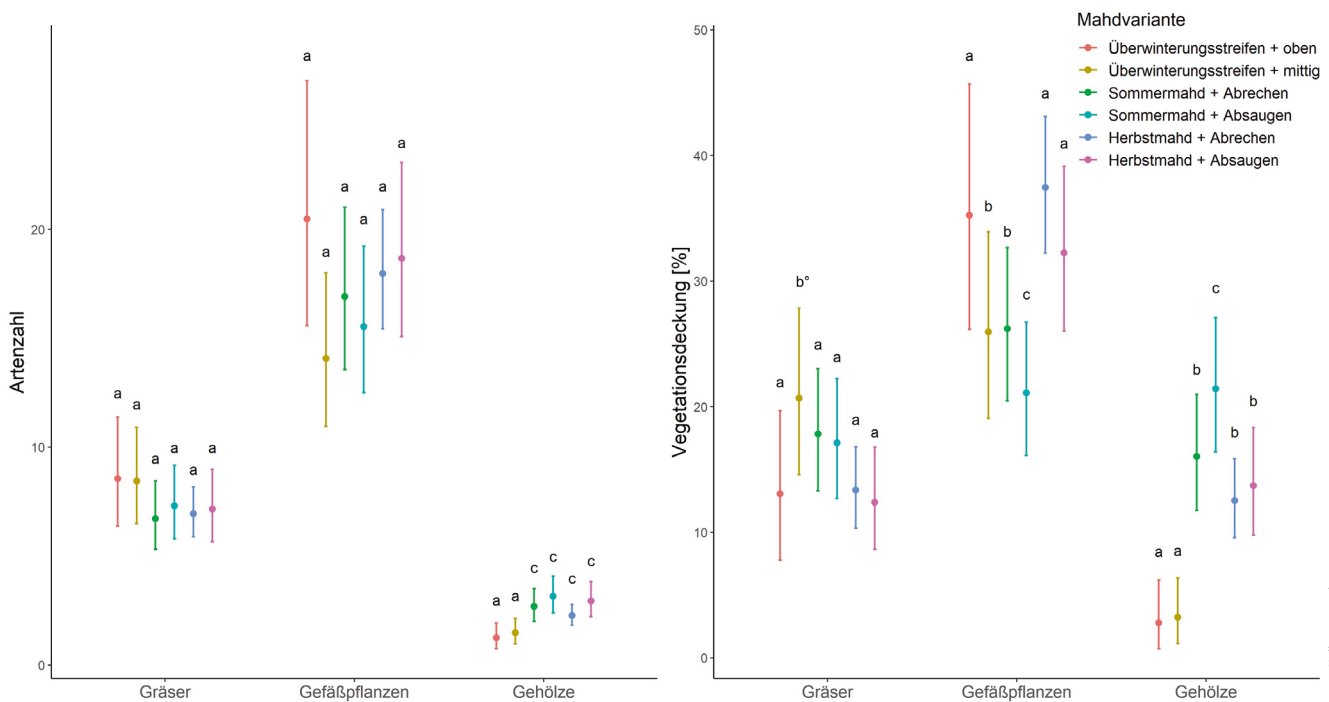 Artenzahl
20
10
0
a a a a a a
a a a a a a
a a c c c c
Gräser Gefäßpflanzen Gehölze
Vegetationsdeckung [%]
50
40
30
20
10
0
a b° a a a a
a b b c a a
a a b c b b
Gräser Gefäßpflanzen Gehölze
Mahdvariante
Überwinterungsstreifen + oben
Überwinterungsstreifen + mittig
Sommermahd + Abrechen
Sommermahd + Absaugen
Herbstmahd + Abrechen
Herbstmahd + Absaugen